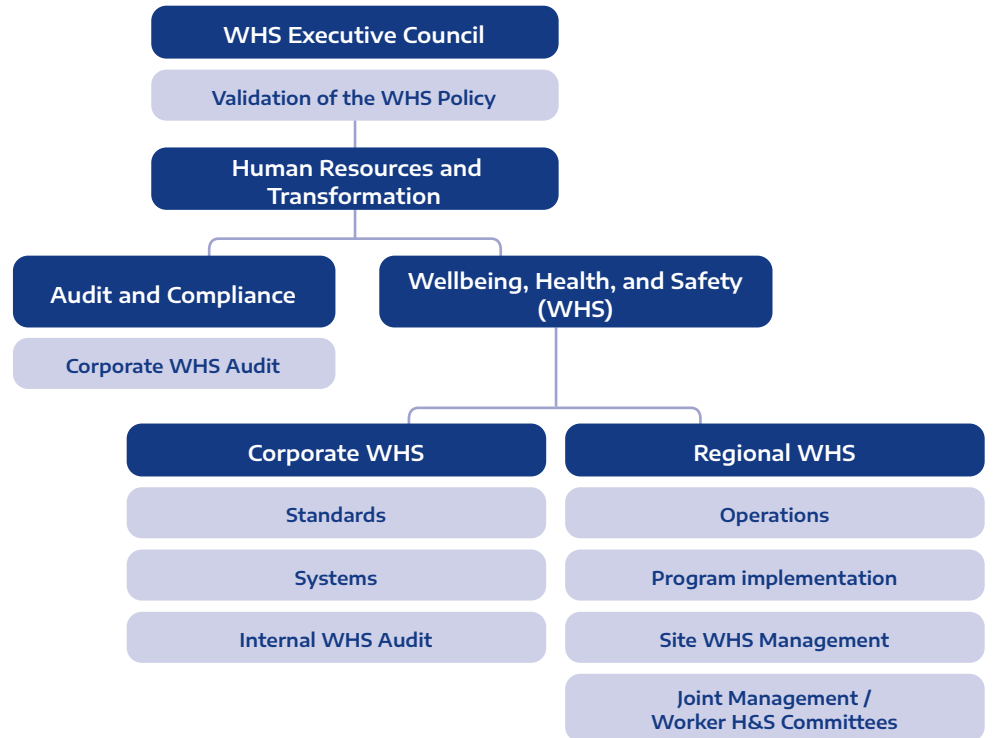 WHS Executive Council
Validation of the WHS Policy
Human Resources and
Transformation
Audit and Compliance
Corporate WHS Audit
Wellbeing, Health, and Safety
(WHS)
Corporate WHS
Standards
Systems
Internal WHS Audit
Regional WHS
Operations
Program implementation
Site WHS Management
Joint Management /
Worker H&S Committees